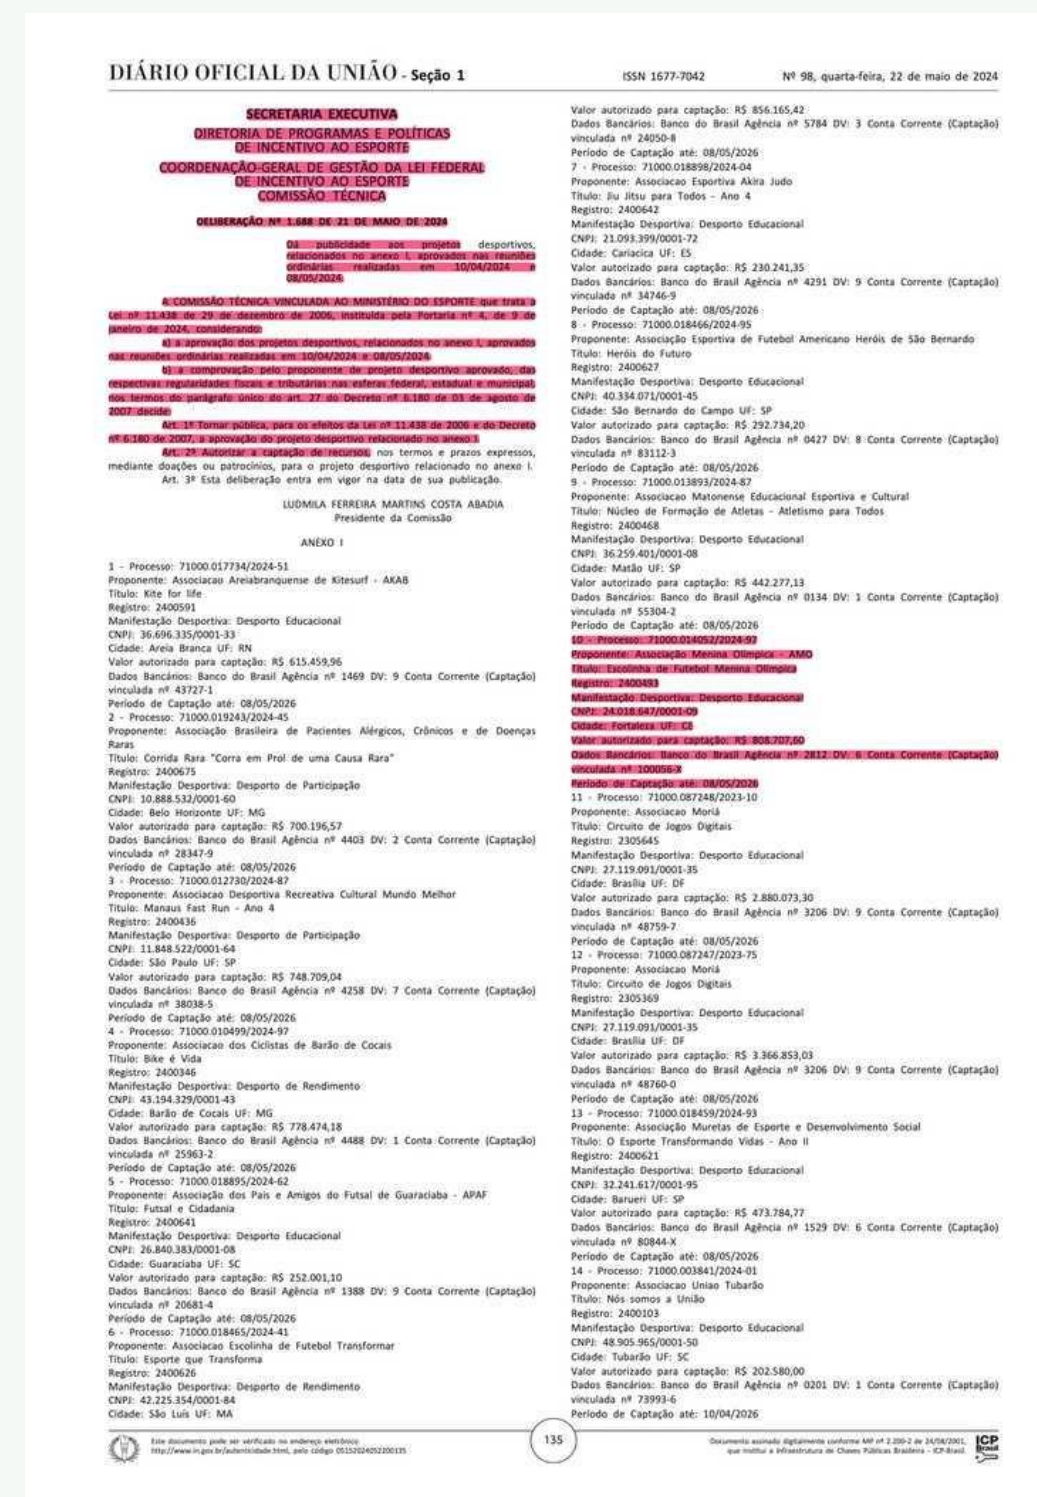 DIÁRIO OFICIAL DA UNIÃO - Seção 1
ISSN 1677-7042
Nº 98, quarta-feira, 22 de maio de 2024
SECRETARIA EXECUTIVA
DIRETORIA DE PROGRAMAS E POLÍTICAS
DE INCENTIVO AO ESPORTE
COORDENAÇÃO-GERAL DE GESTÃO DA LEI FEDERAL
DE INCENTIVO AO ESPORTE
COMISSÃO TÉCNICA
DELIBERAÇÃO Nº 1.688 DE 21 DE MAIO DE 2024
Dá publicidade aos projetos desportivos,
relacionados no anexo I, aprovados nas reuniões
ordinárias realizadas em 10/04/2024 e
08/05/2024.
A COMISSÃO TÉCNICA VINCULADA AO MINISTÉRIO DO ESPORTE que trata a
Lei nº 11.438 de 29 de dezembro de 2006, instituída pela Portaria nº 4, de 9 de
janeiro de 2024, considerando:
a) a aprovação dos projetos desportivos, relacionados no anexo I, aprovados
nas reuniões ordinárias realizadas em 10/04/2024 e 08/05/2024.
b) a comprovação pelo proponente de projeto desportivo aprovado, das
respectivas regularidades fiscais e tributárias nas esferas federal, estadual e municipal,
nos termos do parágrafo único do art. 27 do Decreto nº 6.180 de 03 de agosto de
2007 decide:
Art. 1º Tornar pública, para os efeitos da Lei nº 11.438 de 2006 e do Decreto
nº 6.180 de 2007, a aprovação do projeto desportivo relacionado no anexo I.
Art. 2º Autorizar a captação de recursos, nos termos e prazos expressos,
mediante doações ou patrocínios, para o projeto desportivo relacionado no anexo I.
Art. 3º Esta deliberação entra em vigor na data de sua publicação.
LUDMILA FERREIRA MARTINS COSTA ABADIA
Presidente da Comissão
ANEXO I
1 - Processo: 71000.017734/2024-51
Proponente: Associacao Areiabranquense de Kitesurf - AKAB
Título: Kite for life
Registro: 2400591
Manifestação Desportiva: Desporto Educacional
CNPJ: 36.696.335/0001-33
Cidade: Areia Branca UF: RN
Valor autorizado para captação: R$ 615.459,96
Dados Bancários: Banco do Brasil Agência nº 1469 DV: 9 Conta Corrente (Captação)
vinculada nº 43727-1
Período de Captação até: 08/05/2026
2 - Processo: 71000.019243/2024-45
Proponente: Associação Brasileira de Pacientes Alérgicos, Crônicos e de Doenças
Raras
Título: Corrida Rara "Corra em Prol de uma Causa Rara"
Registro: 2400675
Manifestação Desportiva: Desporto de Participação
CNPJ: 10.888.532/0001-60
Cidade: Belo Horizonte UF: MG
Valor autorizado para captação: R$ 700.196,57
Dados Bancários: Banco do Brasil Agência nº 4403 DV: 2 Conta Corrente (Captação)
vinculada nº 28347-9
Período de Captação até: 08/05/2026
3 - Processo: 71000.012730/2024-87
Proponente: Associacao Desportiva Recreativa Cultural Mundo Melhor
Título: Manaus Fast Run - Ano 4
Registro: 2400436
Manifestação Desportiva: Desporto de Participação
CNPJ: 11.848.522/0001-64
Cidade: São Paulo UF: SP
Valor autorizado para captação: R$ 748.709,04
Dados Bancários: Banco do Brasil Agência nº 4258 DV: 7 Conta Corrente (Captação)
vinculada nº 38038-5
Período de Captação até: 08/05/2026
4 - Processo: 71000.010499/2024-97
Proponente: Associacao dos Ciclistas de Barão de Cocais
Título: Bike é Vida
Registro: 2400346
Manifestação Desportiva: Desporto de Rendimento
CNPJ: 43.194.329/0001-43
Cidade: Barão de Cocais UF: MG
Valor autorizado para captação: R$ 778.474,18
Dados Bancários: Banco do Brasil Agência nº 4488 DV: 1 Conta Corrente (Captação)
vinculada nº 25963-2
Período de Captação até: 08/05/2026
5 - Processo: 71000.018895/2024-62
Proponente: Associação dos Pais e Amigos do Futsal de Guaraciaba - APAF
Título: Futsal e Cidadania
Registro: 2400641
Manifestação Desportiva: Desporto Educacional
CNPJ: 26.840.383/0001-08
Cidade: Guaraciaba UF: SC
Valor autorizado para captação: R$ 252.001,10
Dados Bancários: Banco do Brasil Agência nº 1388 DV: 9 Conta Corrente (Captação)
vinculada nº 20681-4
Período de Captação até: 08/05/2026
6 - Processo: 71000.018465/2024-41
Proponente: Associacao Escolinha de Futebol Transformar
Título: Esporte que Transforma
Registro: 2400626
Manifestação Desportiva: Desporto de Rendimento
CNPJ: 42.225.354/0001-84
Cidade: São Luís UF: MA
Valor autorizado para captação: R$ 856.165,42
Dados Bancários: Banco do Brasil Agência nº 5784 DV: 3 Conta Corrente (Captação)
vinculada nº 24050-8
Período de Captação até: 08/05/2026
7 - Processo: 71000.018898/2024-04
Proponente: Associacao Esportiva Akira Judo
Título: Jiu Jitsu para Todos - Ano 4
Registro: 2400642
Manifestação Desportiva: Desporto Educacional
CNPJ: 21.093.399/0001-72
Cidade: Cariacica UF: ES
Valor autorizado para captação: R$ 230.241,35
Dados Bancários: Banco do Brasil Agência nº 4291 DV: 9 Conta Corrente (Captação)
vinculada nº 34746-9
Período de Captação até: 08/05/2026
8 - Processo: 71000.018466/2024-95
Proponente: Associação Esportiva de Futebol Americano Heróis de São Bernardo
Título: Heróis do Futuro
Registro: 2400627
Manifestação Desportiva: Desporto Educacional
CNPJ: 40.334.071/0001-45
Cidade: São Bernardo do Campo UF: SP
Valor autorizado para captação: R$ 292.734,20
Dados Bancários: Banco do Brasil Agência nº 0427 DV: 8 Conta Corrente (Captação)
vinculada nº 83112-3
Período de Captação até: 08/05/2026
9 - Processo: 71000.013893/2024-87
Proponente: Associacao Matonense Educacional Esportiva e Cultural
Título: Núcleo de Formação de Atletas - Atletismo para Todos
Registro: 2400468
Manifestação Desportiva: Desporto Educacional
CNPJ: 36.259.401/0001-08
Cidade: Matão UF: SP
Valor autorizado para captação: R$ 442.277,13
Dados Bancários: Banco do Brasil Agência nº 0134 DV: 1 Conta Corrente (Captação)
vinculada nº 55304-2
Período de Captação até: 08/05/2026
10 - Processo: 71000.014052/2024-97
Proponente: Associação Menina Olímpica - AMO
Título: Escolinha de Futebol Menina Olímpica
Registro: 2400493
Manifestação Desportiva: Desporto Educacional
CNPJ: 24.018.647/0001-09
Cidade: Fortaleza UF: CE
Valor autorizado para captação: R$ 808.707,60
Dados Bancários: Banco do Brasil Agência nº 2812 DV: 6 Conta Corrente (Captação)
vinculada nº 100056-X
Período de Captação até: 08/05/2026
11 - Processo: 71000.087248/2023-10
Proponente: Associacao Moriá
Título: Circuito de Jogos Digitais
Registro: 2305645
Manifestação Desportiva: Desporto Educacional
CNPJ: 27.119.091/0001-35
Cidade: Brasília UF: DF
Valor autorizado para captação: R$ 2.880.073,30
Dados Bancários: Banco do Brasil Agência nº 3206 DV: 9 Conta Corrente (Captação)
vinculada nº 48759-7
Período de Captação até: 08/05/2026
12 - Processo: 71000.087247/2023-75
Proponente: Associacao Moriá
Título: Circuito de Jogos Digitais
Registro: 2305369
Manifestação Desportiva: Desporto Educacional
CNPJ: 27.119.091/0001-35
Cidade: Brasília UF: DF
Valor autorizado para captação: R$ 3.366.853,03
Dados Bancários: Banco do Brasil Agência nº 3206 DV: 9 Conta Corrente (Captação)
vinculada nº 48760-0
Período de Captação até: 08/05/2026
13 - Processo: 71000.018459/2024-93
Proponente: Associação Muretas de Esporte e Desenvolvimento Social
Título: O Esporte Transformando Vidas - Ano II
Registro: 2400621
Manifestação Desportiva: Desporto Educacional
CNPJ: 32.241.617/0001-95
Cidade: Barueri UF: SP
Valor autorizado para captação: R$ 473.784,77
Dados Bancários: Banco do Brasil Agência nº 1529 DV: 6 Conta Corrente (Captação)
vinculada nº 80844-X
Período de Captação até: 08/05/2026
14 - Processo: 71000.003841/2024-01
Proponente: Associacao Uniao Tubarão
Título: Nós somos a União
Registro: 2400103
Manifestação Desportiva: Desporto Educacional
CNPJ: 48.905.965/0001-50
Cidade: Tubarão UF: SC
Valor autorizado para captação: R$ 202.580,00
Dados Bancários: Banco do Brasil Agência nº 0201 DV: 1 Conta Corrente (Captação)
vinculada nº 73993-6
Período de Captação até: 10/04/2026
Este documento pode ser verificado no endereço eletrônico
http://www.in.gov.br/autenticidade.html, pelo código 05152024052200135
135
Documento assinado digitalmente conforme MP nº 2.200-2 de 24/08/2001,
que institui a Infraestrutura de Chaves Públicas Brasileira - ICP-Brasil.
ICP
Brasil